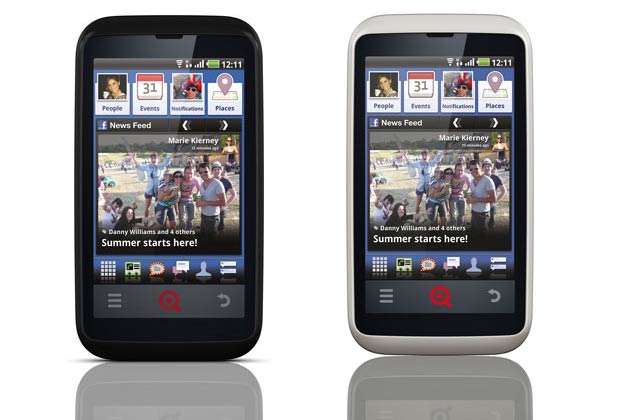 12:11
31
People
Events
Notifications
Places
f News Feed
Marie Kierney
15 minutes ago
Danny Williams and 4 others
Summer starts here!
12:11
31
People
Events
Notifications
Places
f News Feed
Marie Kierney
15 minutes ago
Danny Williams and 4 others
Summer starts here!